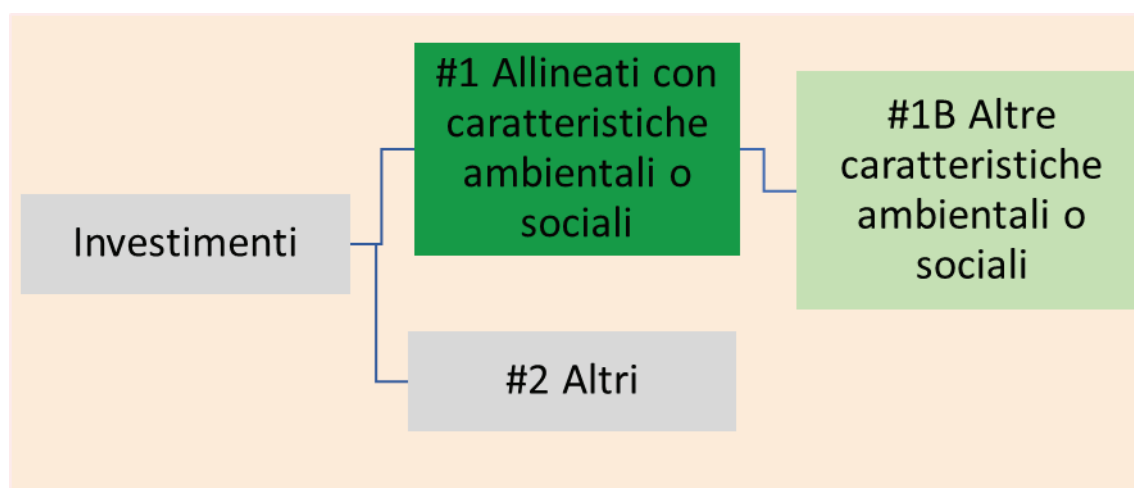 Investimenti
#1 Allineati con
caratteristiche
ambientali o
sociali
#2 Altri
#1B Altre
caratteristiche
ambientali o
sociali